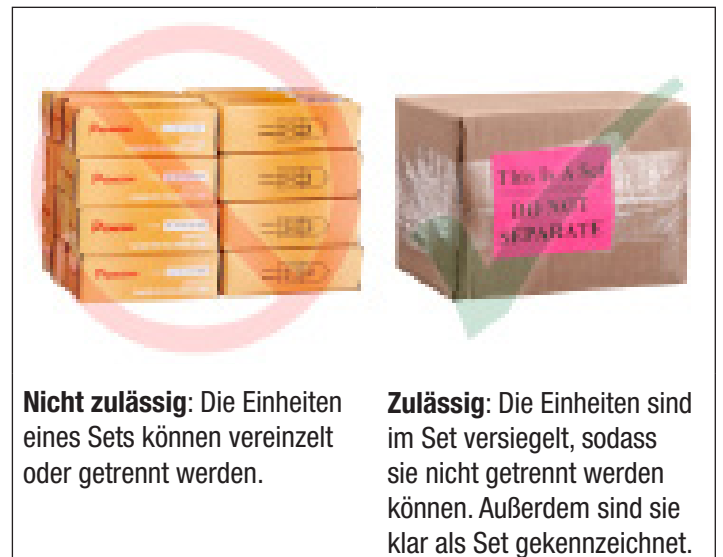 This Is A Set
DO NOT
SEPARATE
Nicht zulässig: Die Einheiten
eines Sets können vereinzelt
oder getrennt werden.
Zulässig: Die Einheiten sind
im Set versiegelt, sodass
sie nicht getrennt werden
können. Außerdem sind sie
klar als Set gekennzeichnet.